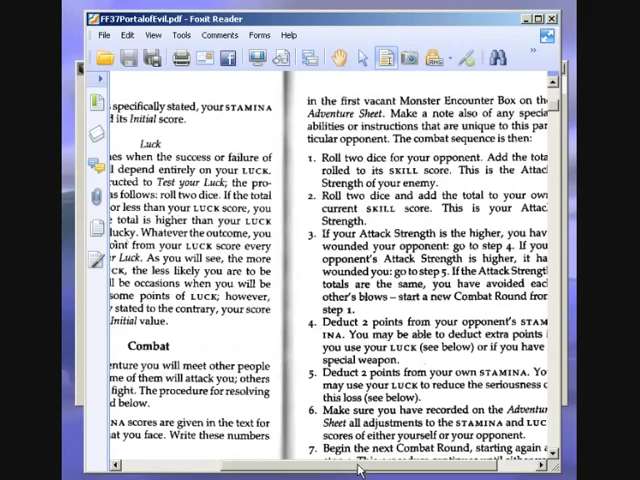 FF37PortalofEvil.pdf - Foxit Reader
File Edit View Tools Comments Forms Help
specifically stated, your STAMINA
d its Initial score.
Luck
nes when the success or failure of
l depend entirely on your LUCK.
ructed to Test your Luck; the pro-
as follows: roll two dice. If the total
or less than your LUCK score, you
e total is higher than your LUCK
lucky. Whatever the outcome, you
oint from your LUCK score every
r Luck. As you will see, the more
CK, the less likely you are to be
ll be occasions when you will be
some points of LUCK; however,
y stated to the contrary, your score
Initial value.
Combat
enture you will meet other people
me of them will attack you; others
fight. The procedure for resolving
d below.
NA scores are given in the text for
hat you face. Write these numbers
in the first vacant Monster Encounter Box on the
Adventure Sheet. Make a note also of any specia
abilities or instructions that are unique to this par
ticular opponent. The combat sequence is then:
1. Roll two dice for your opponent. Add the tota
rolled to its SKILL score. This is the Attac
Strength of your enemy.
2. Roll two dice and add the total to your own
current SKILL score. This is your Attac
Strength.
3. If your Attack Strength is the higher, you hav
wounded your opponent: go to step 4. If you
opponent's Attack Strength is higher, it ha
wounded you: go to step 5. If the Attack Strengt
totals are the same, you have avoided eac
other's blows – start a new Combat Round from
step 1.
4. Deduct 2 points from your opponent's STAM
INA. You may be able to deduct extra points i
you use your LUCK (see below) or if you have
special weapon.
5. Deduct 2 points from your own STAMINA. Yo
may use your LUCK to reduce the seriousness o
this loss (see below).
6. Make sure you have recorded on the Adventu
Sheet all adjustments to the STAMINA and LUC
scores of either yourself or your opponent.
7. Begin the next Combat Round, starting again a